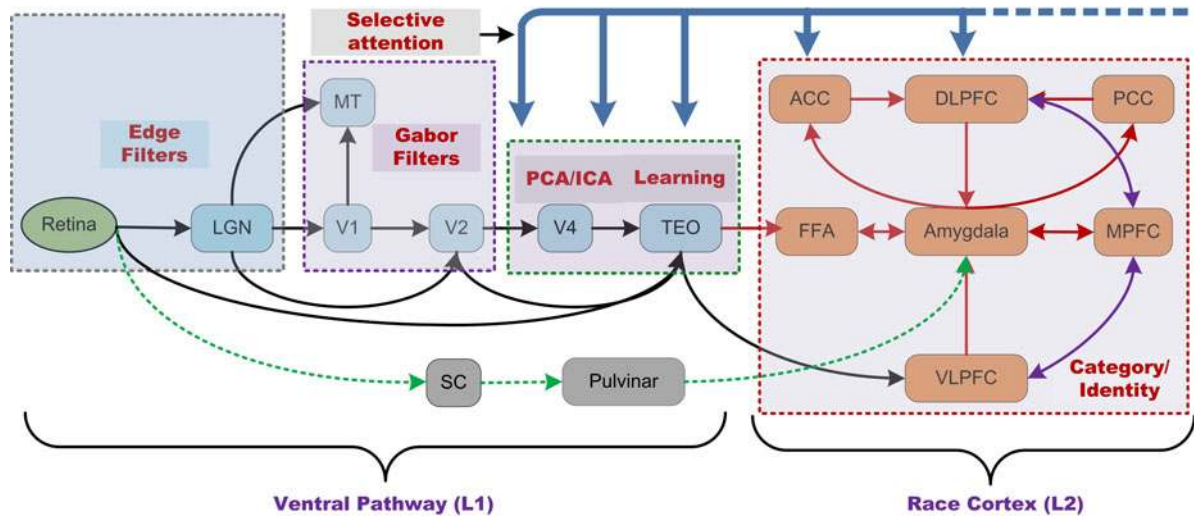 Selective
attention
Edge
Filters
MT
Gabor
Filters
PCA/ICA Learning
Retina
LGN
V1
V2
V4
TEO
SC
Pulvinar
ACC
DLPFC
PCC
FFA
Amygdala
MPFC
VLPFC
Category/
Identity
Ventral Pathway (L1)
Race Cortex (L2)